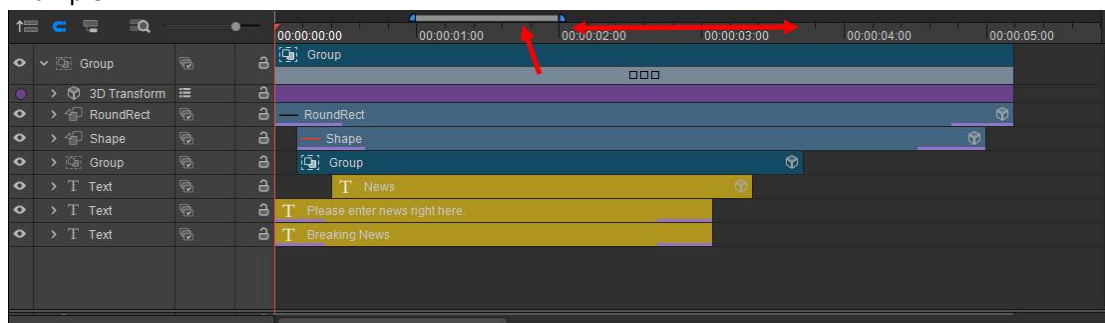 00:00:00:00 00:00:01:00 00:00:02:00 00:00:03:00 00:00:04:00 00:00:05:00
Group Group
3D Transform
RoundRect RoundRect
Shape Shape
Group Group
T Text T News
T Text T Please enter news right here.
T Text T Breaking News